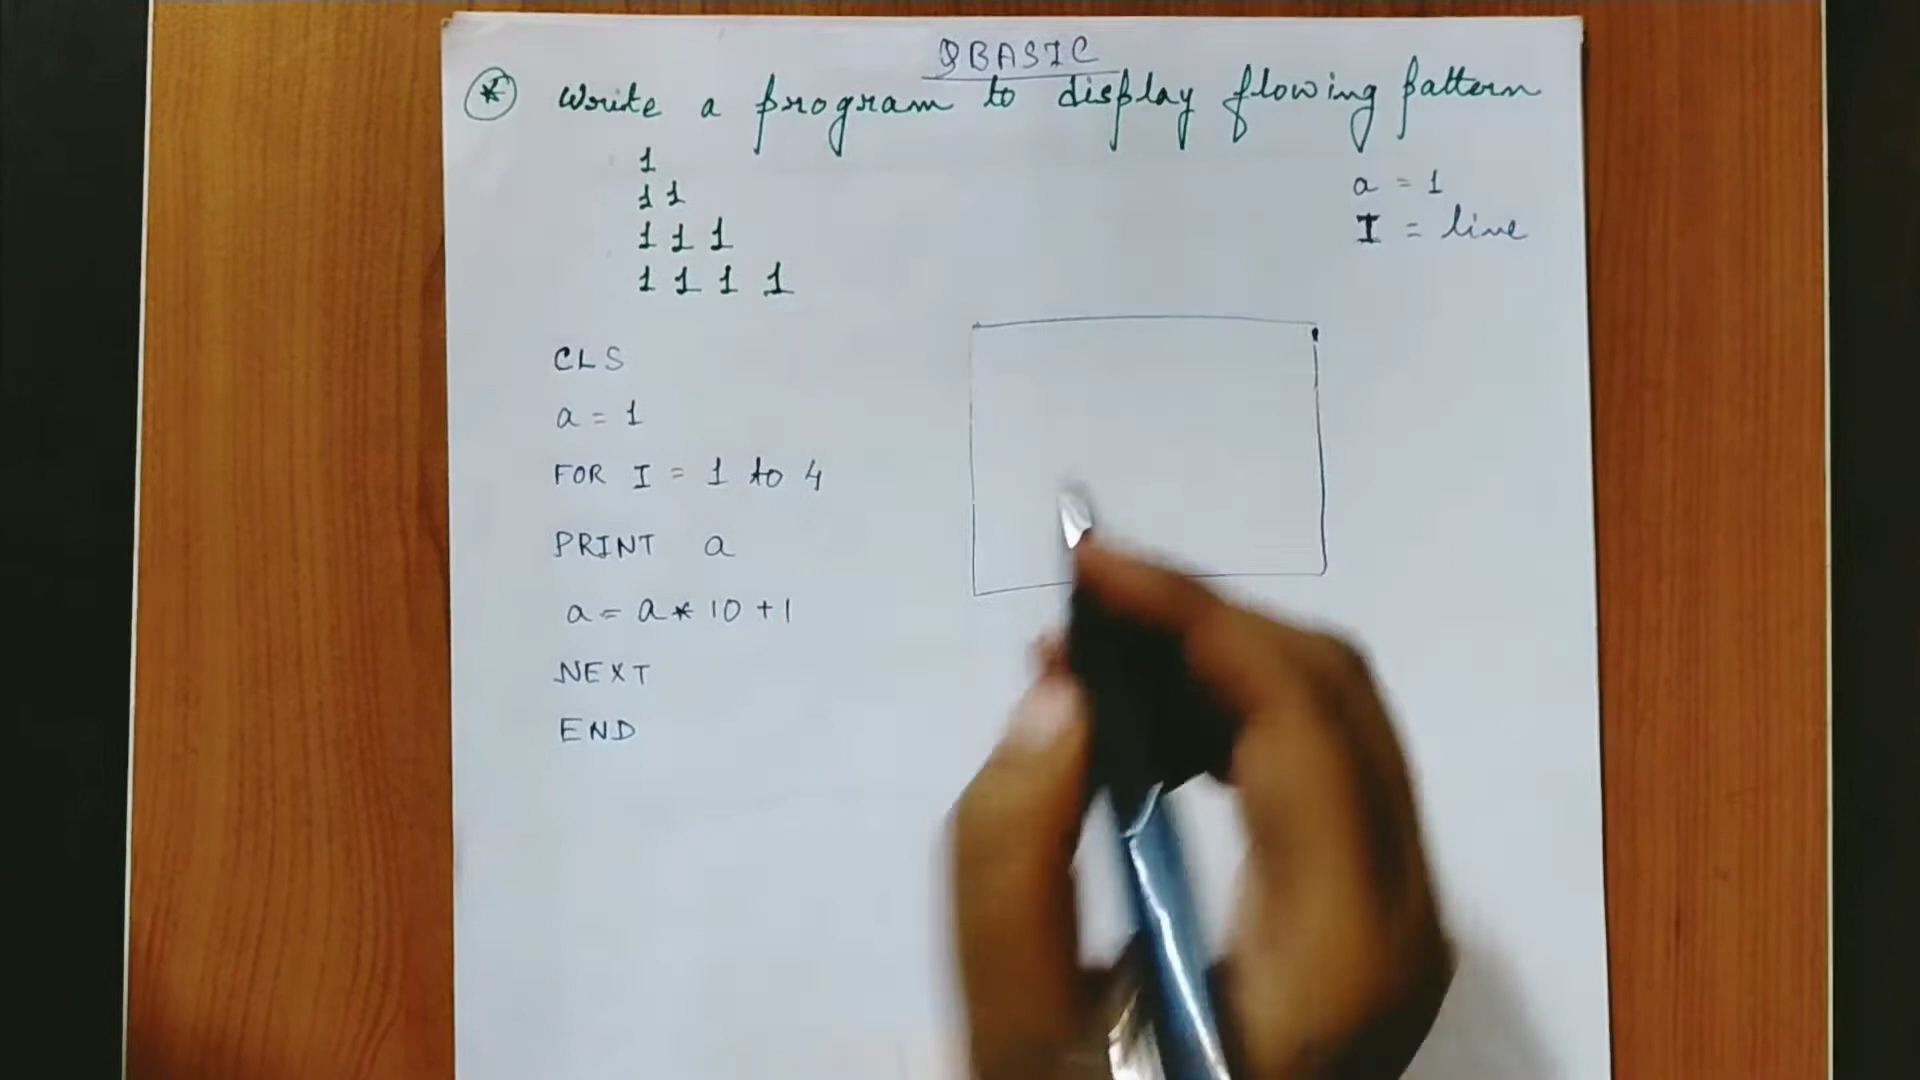 QBASIC
* Write a program to display flowing pattern
1
1 1
1 1 1
1 1 1 1
a = 1
I = line
CLS
a = 1
FOR I = 1 to 4
PRINT a
a = a * 10 + 1
NEXT
END